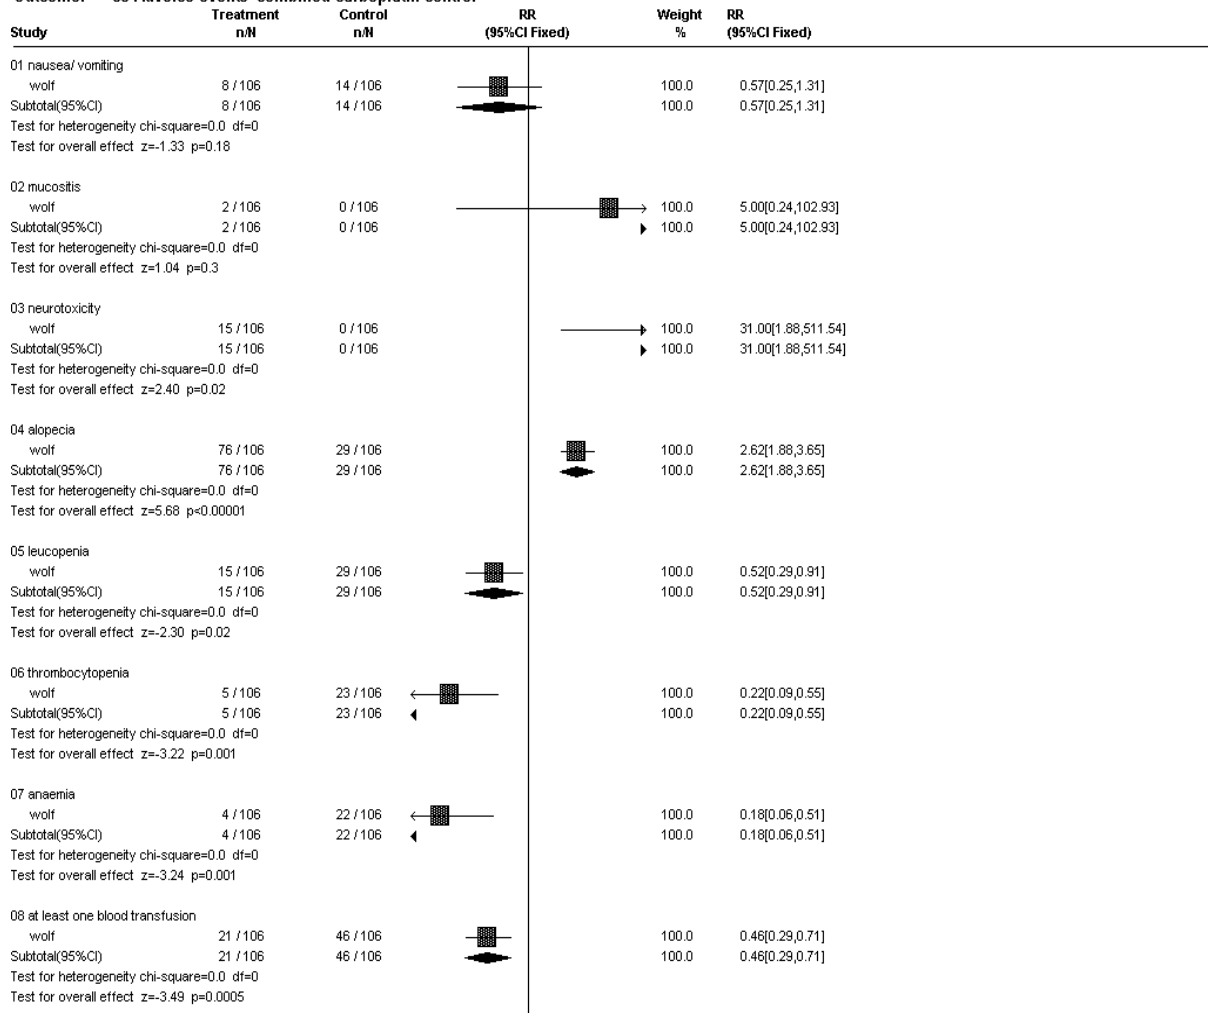 Treatment Control RR Weight RR
Study n/N n/N (95%CI Fixed) % (95%CI Fixed)
01 nausea/ vomiting
wolf 8 / 106 14 / 106 100.0 0.57[0.25,1.31]
Subtotal(95%CI) 8 / 106 14 / 106 100.0 0.57[0.25,1.31]
Test for heterogeneity chi-square=0.0 df=0
Test for overall effect z=-1.33 p=0.18
02 mucositis
wolf 2 / 106 0 / 106 100.0 5.00[0.24,102.93]
Subtotal(95%CI) 2 / 106 0 / 106 100.0 5.00[0.24,102.93]
Test for heterogeneity chi-square=0.0 df=0
Test for overall effect z=1.04 p=0.3
03 neurotoxicity
wolf 15 / 106 0 / 106 100.0 31.00[1.88,511.54]
Subtotal(95%CI) 15 / 106 0 / 106 100.0 31.00[1.88,511.54]
Test for heterogeneity chi-square=0.0 df=0
Test for overall effect z=2.40 p=0.02
04 alopecia
wolf 76 / 106 29 / 106 100.0 2.62[1.88,3.65]
Subtotal(95%CI) 76 / 106 29 / 106 100.0 2.62[1.88,3.65]
Test for heterogeneity chi-square=0.0 df=0
Test for overall effect z=5.68 p<0.00001
05 leucopenia
wolf 15 / 106 29 / 106 100.0 0.52[0.29,0.91]
Subtotal(95%CI) 15 / 106 29 / 106 100.0 0.52[0.29,0.91]
Test for heterogeneity chi-square=0.0 df=0
Test for overall effect z=-2.30 p=0.02
06 thrombocytopenia
wolf 5 / 106 23 / 106 100.0 0.22[0.09,0.55]
Subtotal(95%CI) 5 / 106 23 / 106 100.0 0.22[0.09,0.55]
Test for heterogeneity chi-square=0.0 df=0
Test for overall effect z=-3.22 p=0.001
07 anaemia
wolf 4 / 106 22 / 106 100.0 0.18[0.06,0.51]
Subtotal(95%CI) 4 / 106 22 / 106 100.0 0.18[0.06,0.51]
Test for heterogeneity chi-square=0.0 df=0
Test for overall effect z=-3.24 p=0.001
08 at least one blood transfusion
wolf 21 / 106 46 / 106 100.0 0.46[0.29,0.71]
Subtotal(95%CI) 21 / 106 46 / 106 100.0 0.46[0.29,0.71]
Test for heterogeneity chi-square=0.0 df=0
Test for overall effect z=-3.49 p=0.0005